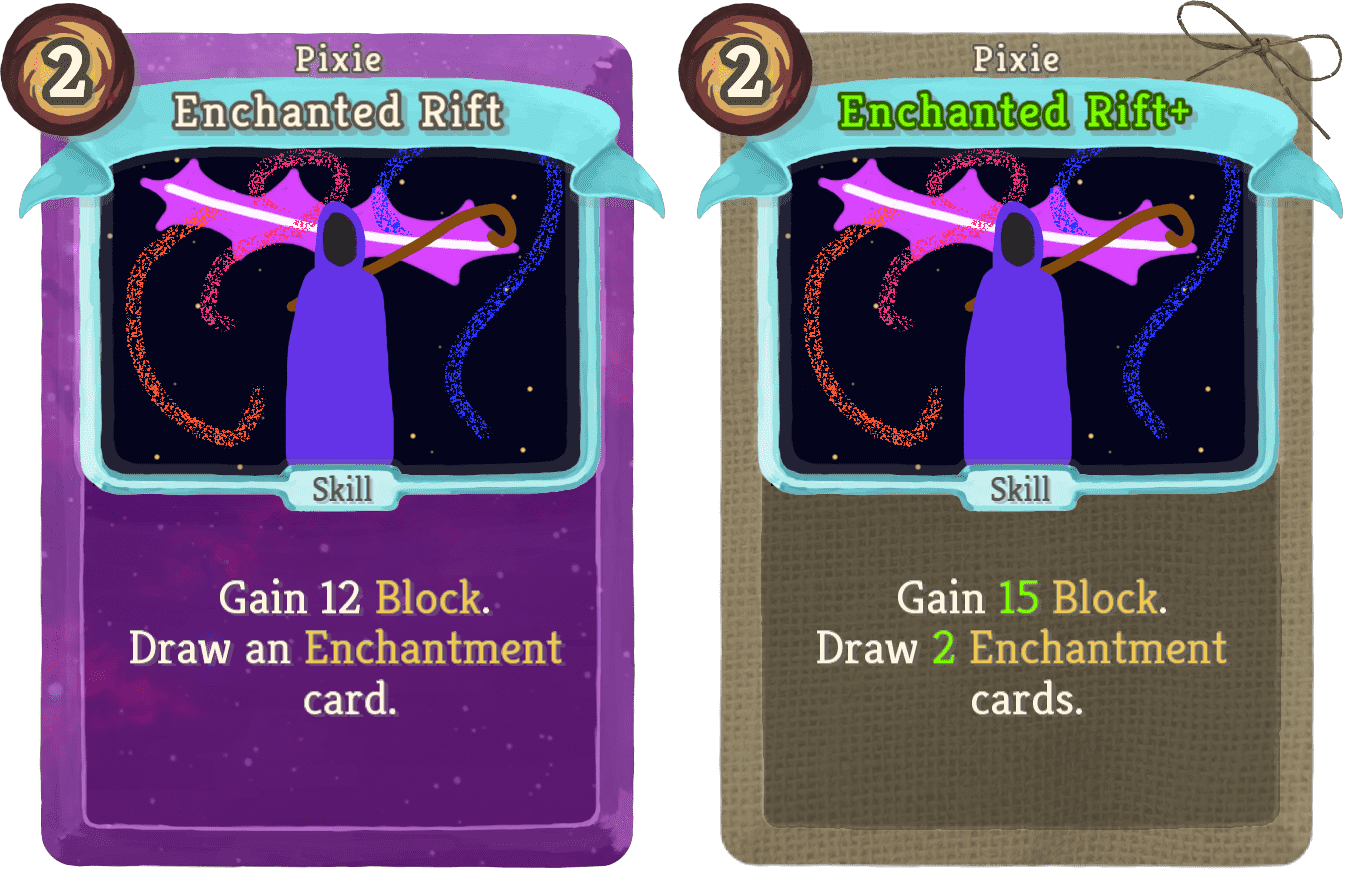 2
Pixie
Enchanted Rift
Skill
Gain 12 Block.
Draw an Enchantment
card.
2
Pixie
Enchanted Rift+
Skill
Gain 15 Block.
Draw 2 Enchantment
cards.